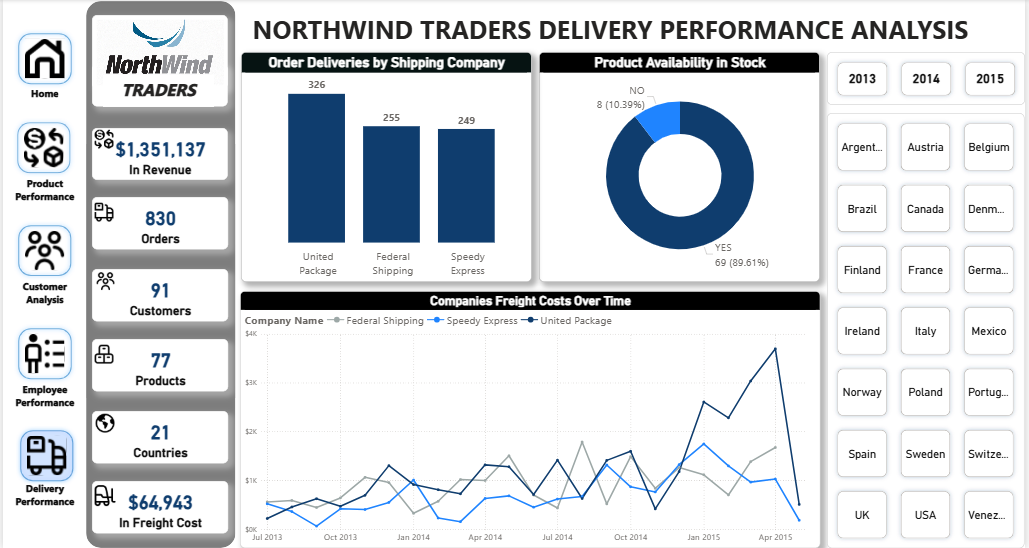 NORTHWIND TRADERS DELIVERY PERFORMANCE ANALYSIS
Home
Product
Performance
Customer
Analysis
Employee
Performance
Delivery
Performance
NorthWind
TRADERS
$1,351,137
In Revenue
830
Orders
91
Customers
77
Products
21
Countries
$64,943
In Freight Cost
Order Deliveries by Shipping Company
326
255
249
United
Package
Federal
Shipping
Speedy
Express
Product Availability in Stock
NO
8 (10.39%)
YES
69 (89.61%)
Companies Freight Costs Over Time
Company Name Federal Shipping Speedy Express United Package
$4K
$3K
$2K
$1K
$0K
Jul 2013 Oct 2013 Jan 2014 Apr 2014 Jul 2014 Oct 2014 Jan 2015 Apr 2015
2013 2014 2015
Argent... Austria Belgium
Brazil Canada Denm...
Finland France Germa...
Ireland Italy Mexico
Norway Poland Portug...
Spain Sweden Switze...
UK USA Venez...